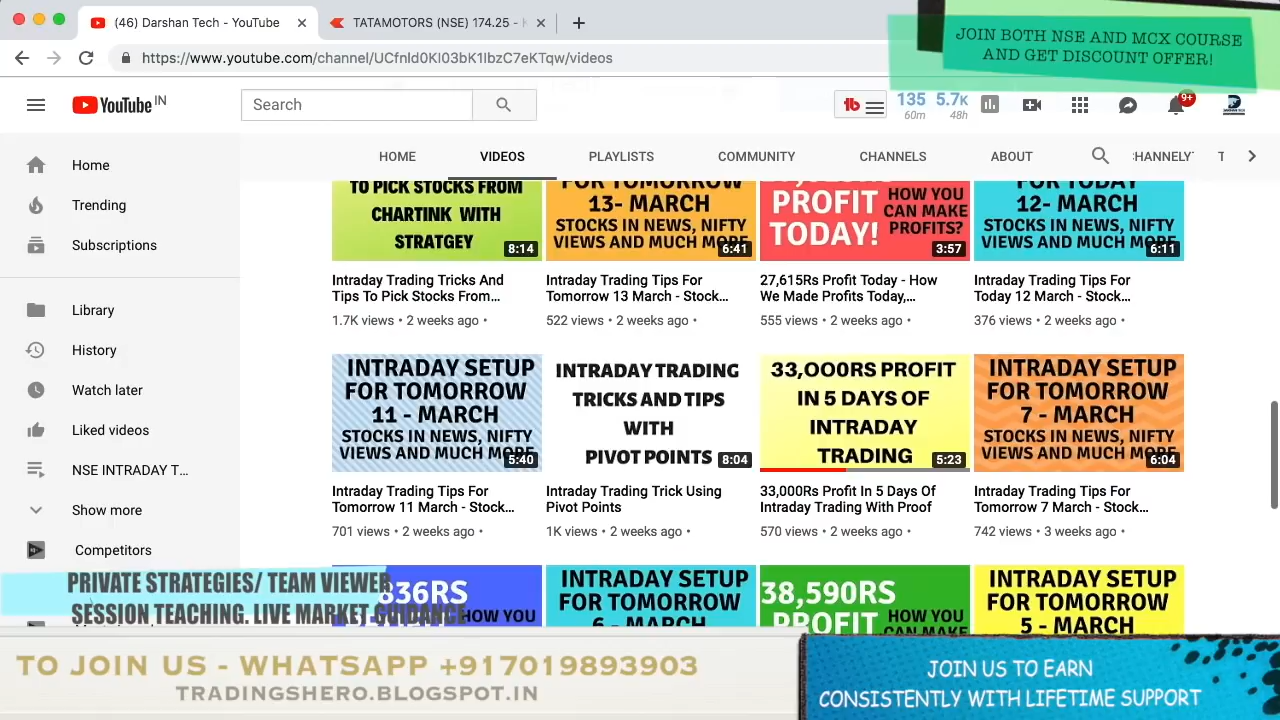 (46) Darshan Tech - YouTube
TATAMOTORS (NSE) 174.25 -
https://www.youtube.com/channel/UCfnld0Kl03bK1lbzC7eKTqw/videos
JOIN BOTH NSE AND MCX COURSE
AND GET DISCOUNT OFFER!
YouTube IN
Search
135 5.7K
60m 48h
9+
HOME VIDEOS PLAYLISTS COMMUNITY CHANNELS ABOUT
Home
Trending
Subscriptions
Library
History
Watch later
Liked videos
NSE INTRADAY T...
Show more
Competitors
TO PICK STOCKS FROM
CHARTINK WITH
STRATGEY
8:14
FOR TOMORROW
13- MARCH
STOCKS IN NEWS, NIFTY
VIEWS AND MUCH MORE
6:41
PROFIT
TODAY!
HOW YOU
CAN MAKE
PROFITS?
3:57
FOR TODAY
12- MARCH
STOCKS IN NEWS, NIFTY
VIEWS AND MUCH MORE
6:11
Intraday Trading Tricks And
Tips To Pick Stocks From...
1.7K views • 2 weeks ago •
Intraday Trading Tips For
Tomorrow 13 March - Stock...
522 views • 2 weeks ago •
27,615Rs Profit Today - How
We Made Profits Today,...
555 views • 2 weeks ago •
Intraday Trading Tips For
Today 12 March - Stock...
376 views • 2 weeks ago •
INTRADAY SETUP
FOR TOMORROW
11 - MARCH
STOCKS IN NEWS, NIFTY
VIEWS AND MUCH MORE
5:40
INTRADAY TRADING
TRICKS AND TIPS
WITH
PIVOT POINTS
8:04
33,000RS PROFIT
IN 5 DAYS OF
INTRADAY
TRADING
5:23
INTRADAY SETUP
FOR TOMORROW
7 - MARCH
STOCKS IN NEWS, NIFTY
VIEWS AND MUCH MORE
6:04
Intraday Trading Tips For
Tomorrow 11 March - Stock...
701 views • 2 weeks ago •
Intraday Trading Trick Using
Pivot Points
1K views • 2 weeks ago •
33,000Rs Profit In 5 Days Of
Intraday Trading With Proof
570 views • 2 weeks ago •
Intraday Trading Tips For
Tomorrow 7 March - Stock...
742 views • 3 weeks ago •
HOW YOU
INTRADAY SETUP
FOR TOMORROW
38,590RS
PROFIT
HOW YOU
CAN MAKE
INTRADAY SETUP
FOR TOMORROW
5 - MARCH
PRIVATE STRATEGIES/ TEAM VIEWER
SESSION TEACHING. LIVE MARKET GUIDANCE
TO JOIN US - WHATSAPP +917019893903
TRADINGSHERO.BLOGSPOT.IN
JOIN US TO EARN
CONSISTENTLY WITH LIFETIME SUPPORT